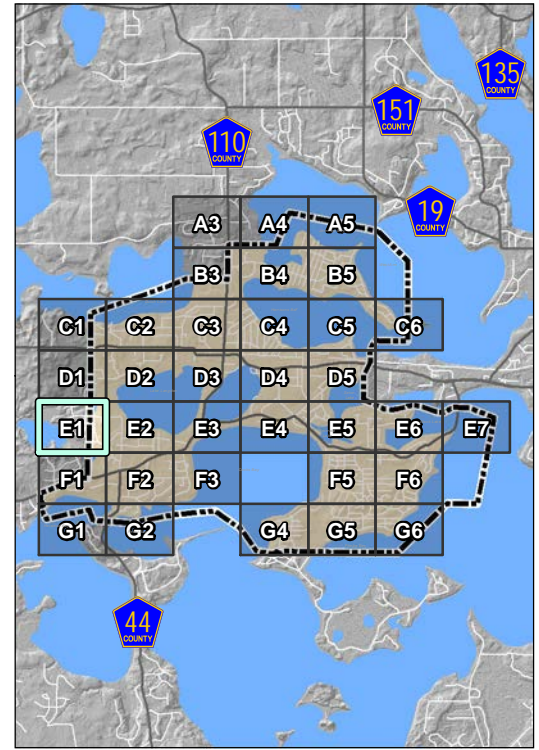 135
COUNTY
151
COUNTY
110
COUNTY
19
COUNTY
A3 A4 A5
B3 B4 B5
C1 C2 C3 C4 C5 C6
D1 D2 D3 D4 D5
E1 E2 E3 E4 E5 E6 E7
F1 F2 F3 F5 F6
G1 G2 G4 G5 G6
44
COUNTY